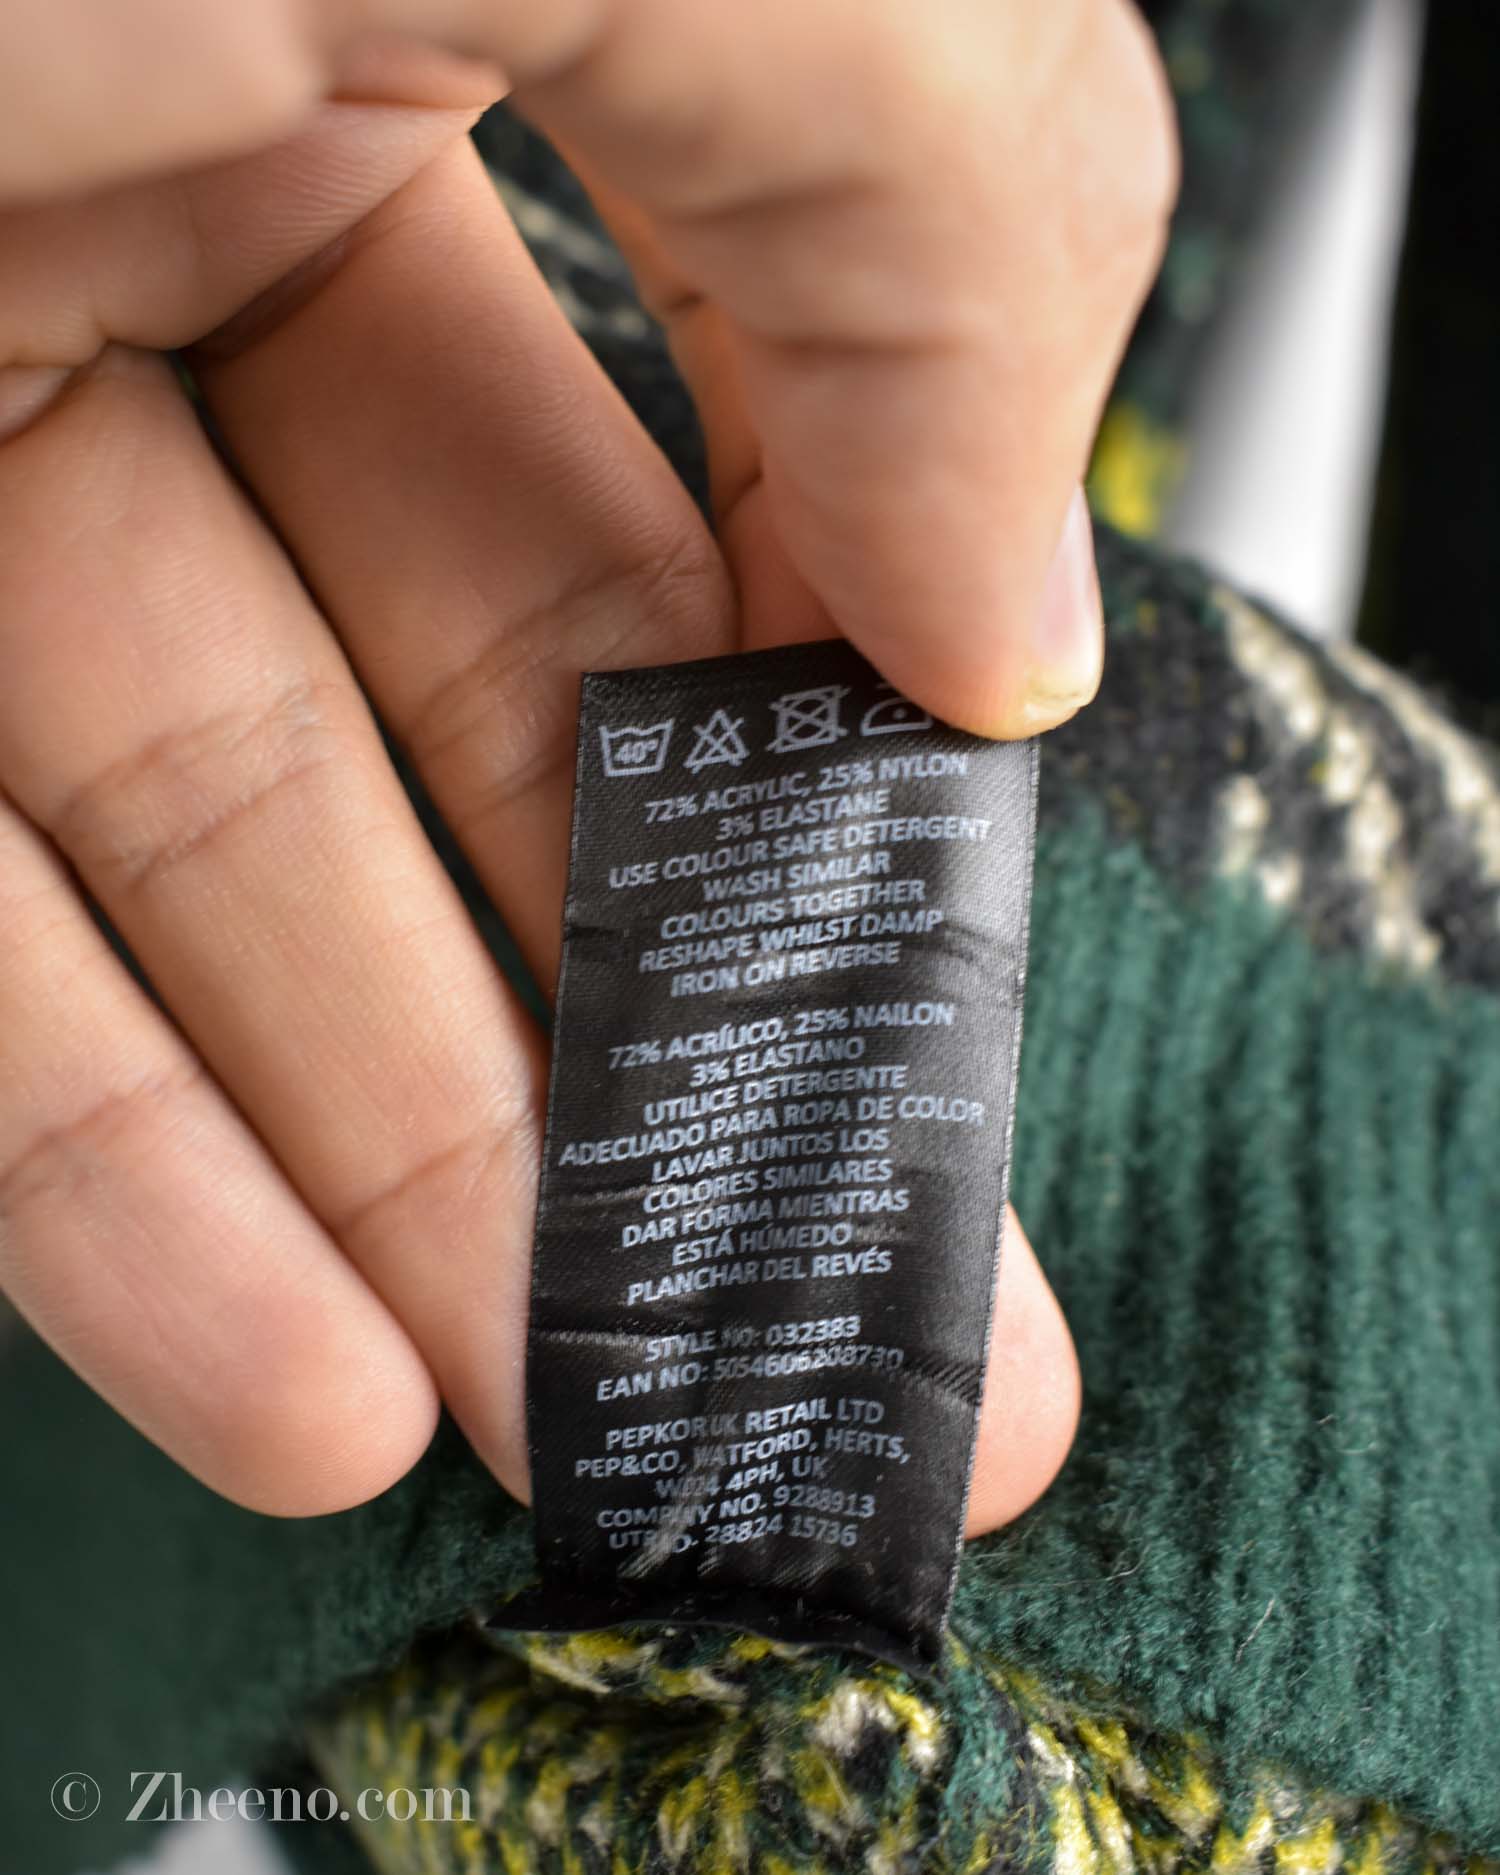 40°
72% ACRYLIC, 25% NYLON
3% ELASTANE
USE COLOUR SAFE DETERGENT
WASH SIMILAR
COLOURS TOGETHER
RESHAPE WHILST DAMP
IRON ON REVERSE
72% ACRÍLICO, 25% NAILON
3% ELASTANO
UTILICE DETERGENTE
ADECUADO PARA ROPA DE COLOR
LAVAR JUNTOS LOS
COLORES SIMILARES
DAR FORMA MIENTRAS
ESTÁ HÚMEDO
PLANCHAR DEL REVÉS
STYLE NO: 032383
EAN NO: 5054606208730
PEPKOR UK RETAIL LTD
PEP&CO, WATFORD, HERTS,
4PH, UK
COMPANY NO. 9288913
28824 15736
© Zheeno.com